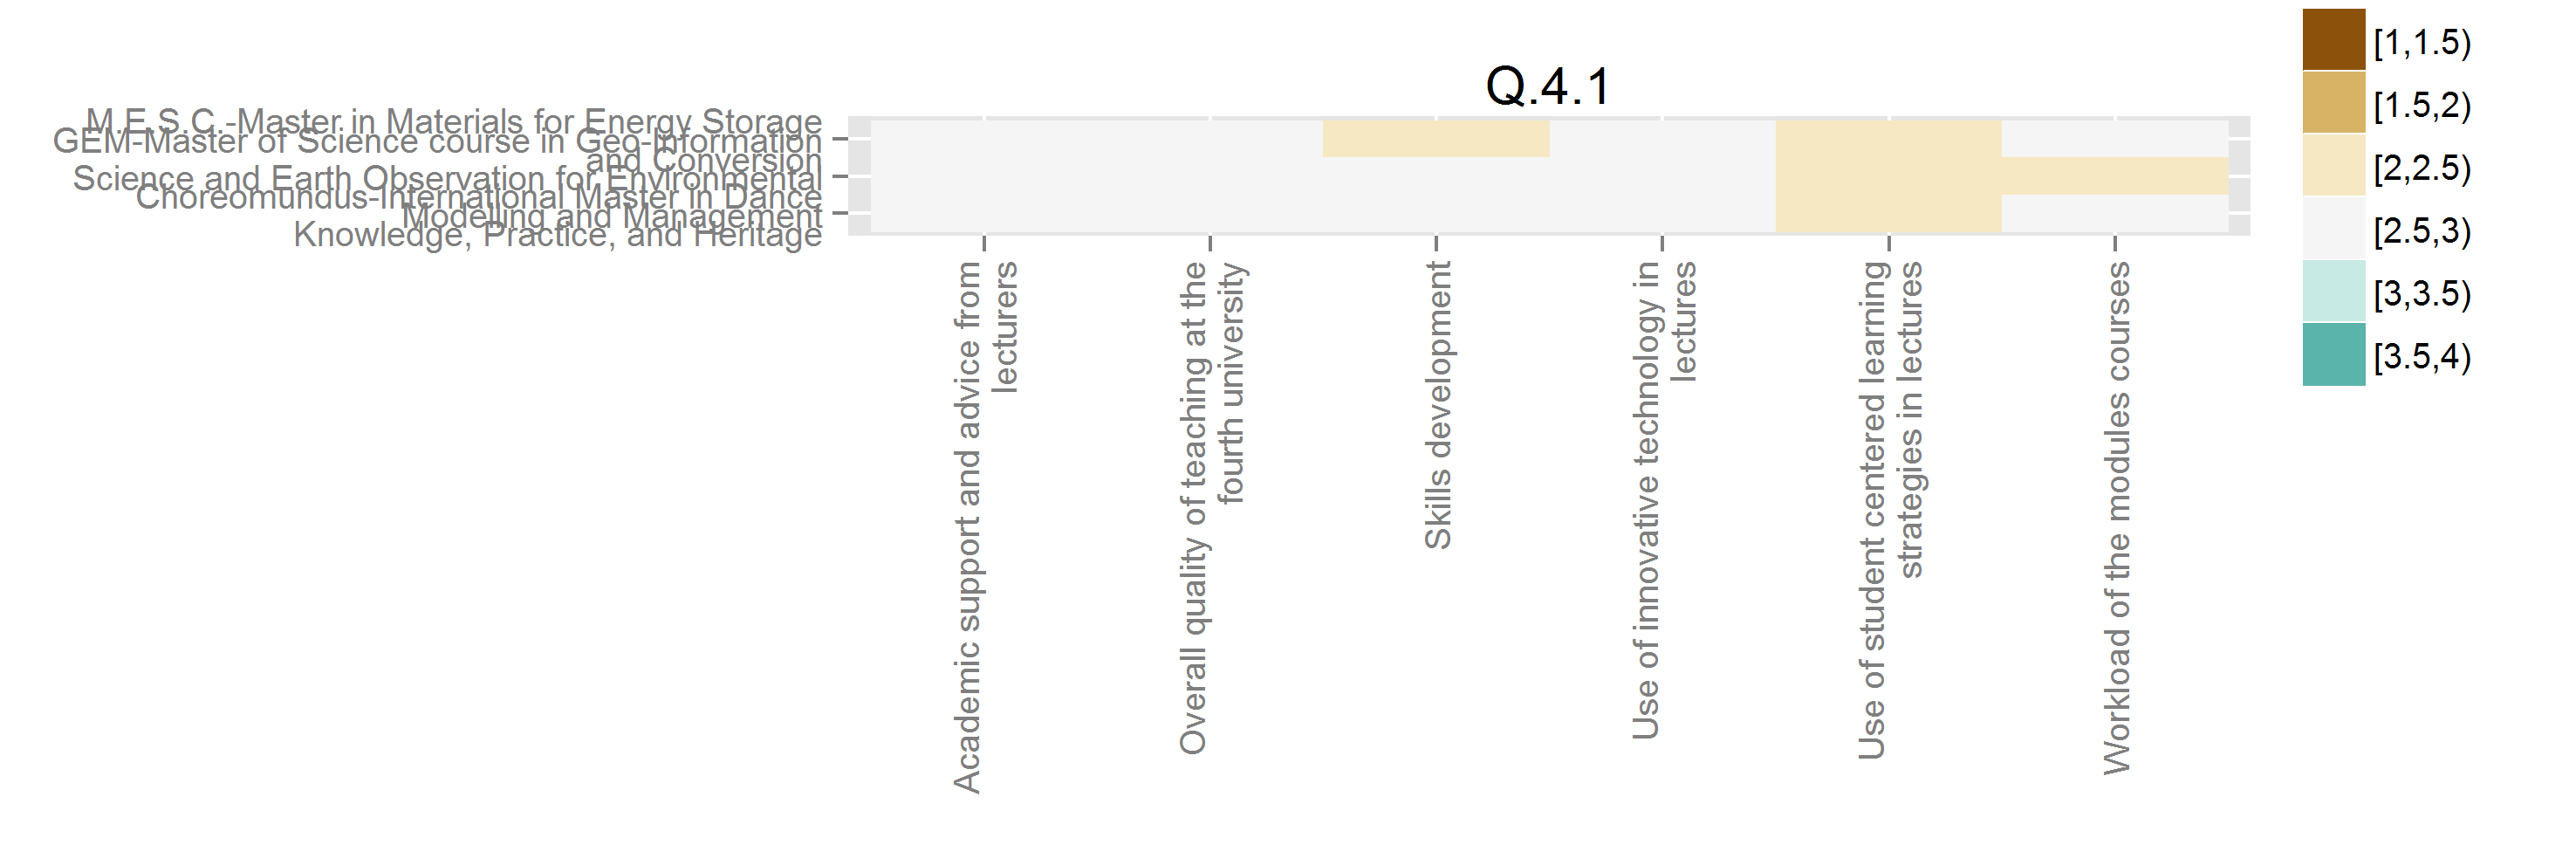 Q.4.1
M.E.S.C.-Master in Materials for Energy Storage
and Conversion
GEM-Master of Science course in Geo-Information
Science and Earth Observation for Environmental
Modelling and Management
Choreomundus-International Master in Dance
Knowledge, Practice, and Heritage
Academic support and advice from
lecturers
Overall quality of teaching at the
fourth university
Skills development
Use of innovative technology in
lectures
Use of student centered learning
strategies in lectures
Workload of the modules courses
[1,1.5)
[1.5,2)
[2,2.5)
[2.5,3)
[3,3.5)
[3.5,4)